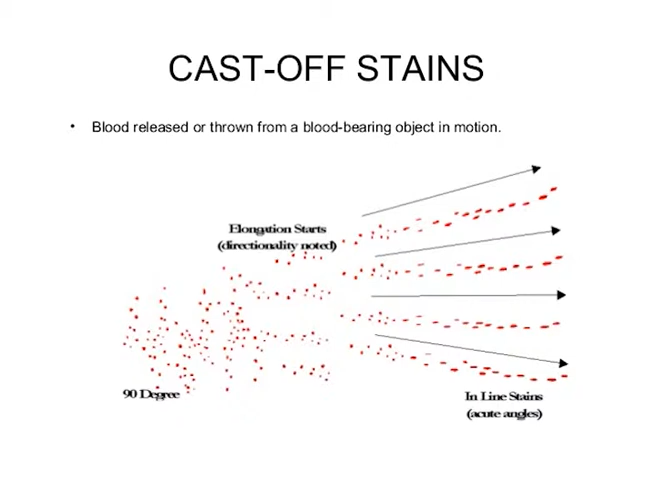 CAST-OFF STAINS
• Blood released or thrown from a blood-bearing object in motion.
Elongation Starts
(directionality noted)
90 Degree
In Line Stains
(acute angles)